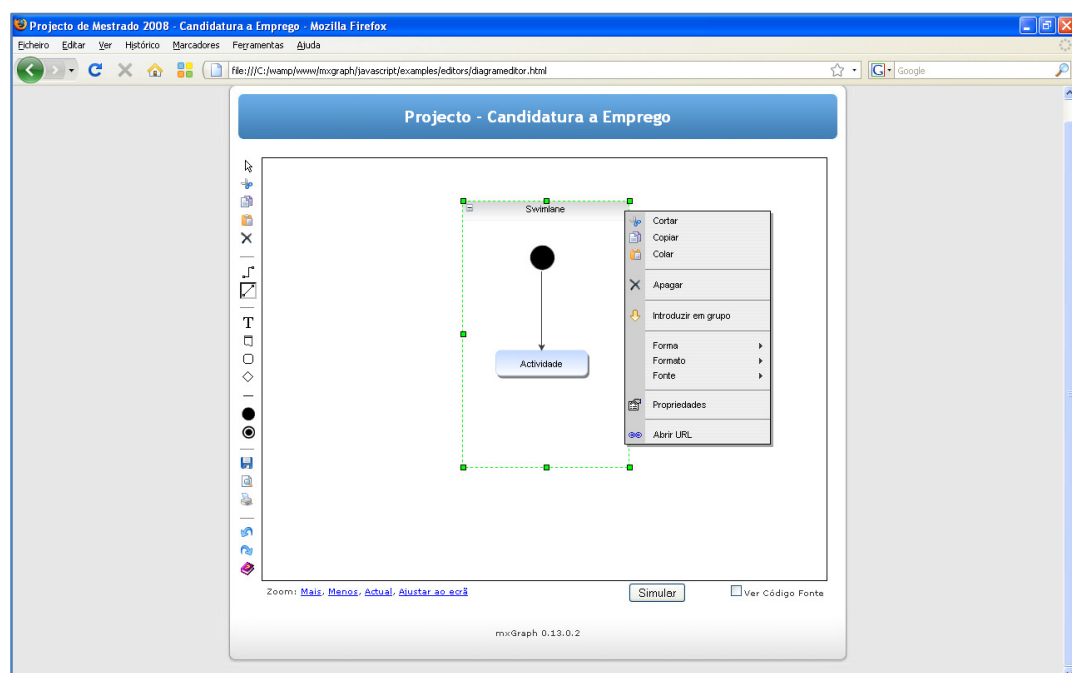 Projecto de Mestrado 2008 - Candidatura a Emprego - Mozilla Firefox
Ficheiro Editar Ver Histórico Marcadores Ferramentas Ajuda
file:///C:/wamp/www/mxgraph/javascript/examples/editors/diagrameditor.html
G Google
Projecto - Candidatura a Emprego
Swimlane
Cortar
Copiar
Colar
Apagar
Introduzir em grupo
Forma
Formato
Fonte
Propriedades
Abrir URL
Actividade
T
Zoom: Mais, Menos, Actual, Ajustar ao ecrã
Simular
Ver Código Fonte
mxGraph 0.13.0.2